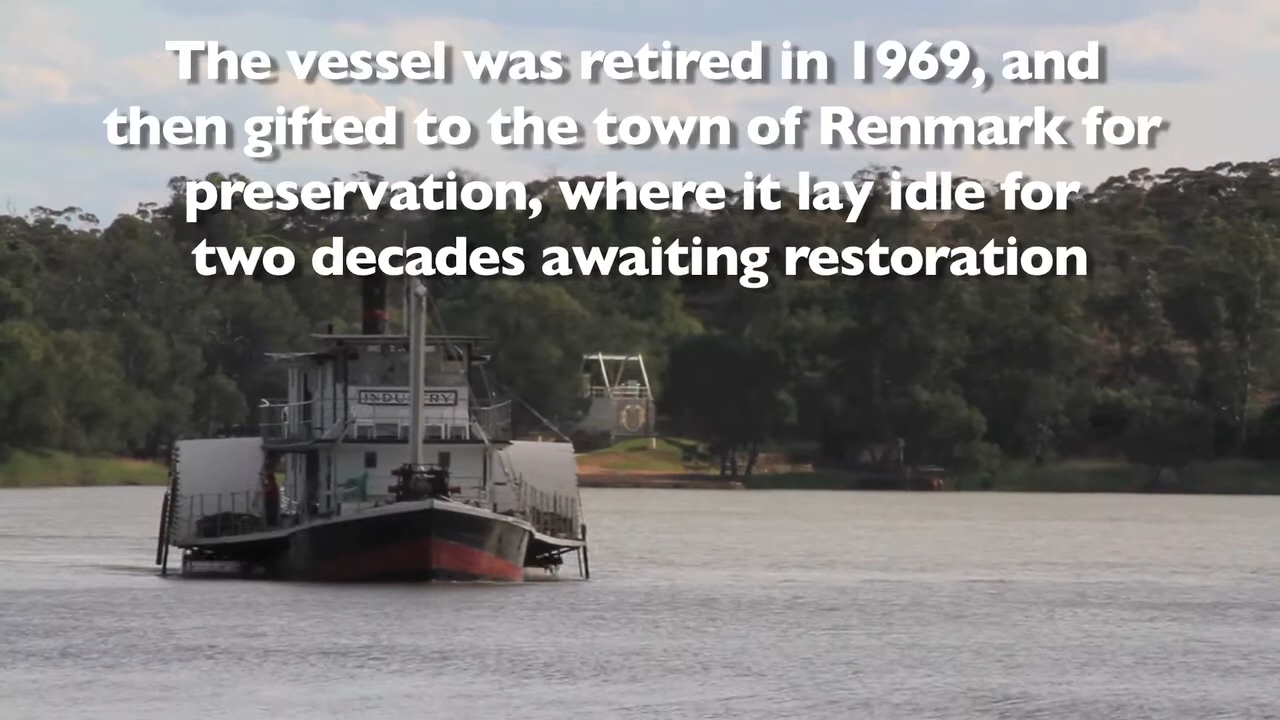 The vessel was retired in 1969, and
then gifted to the town of Renmark for
preservation, where it lay idle for
two decades awaiting restoration
INDUSTRY